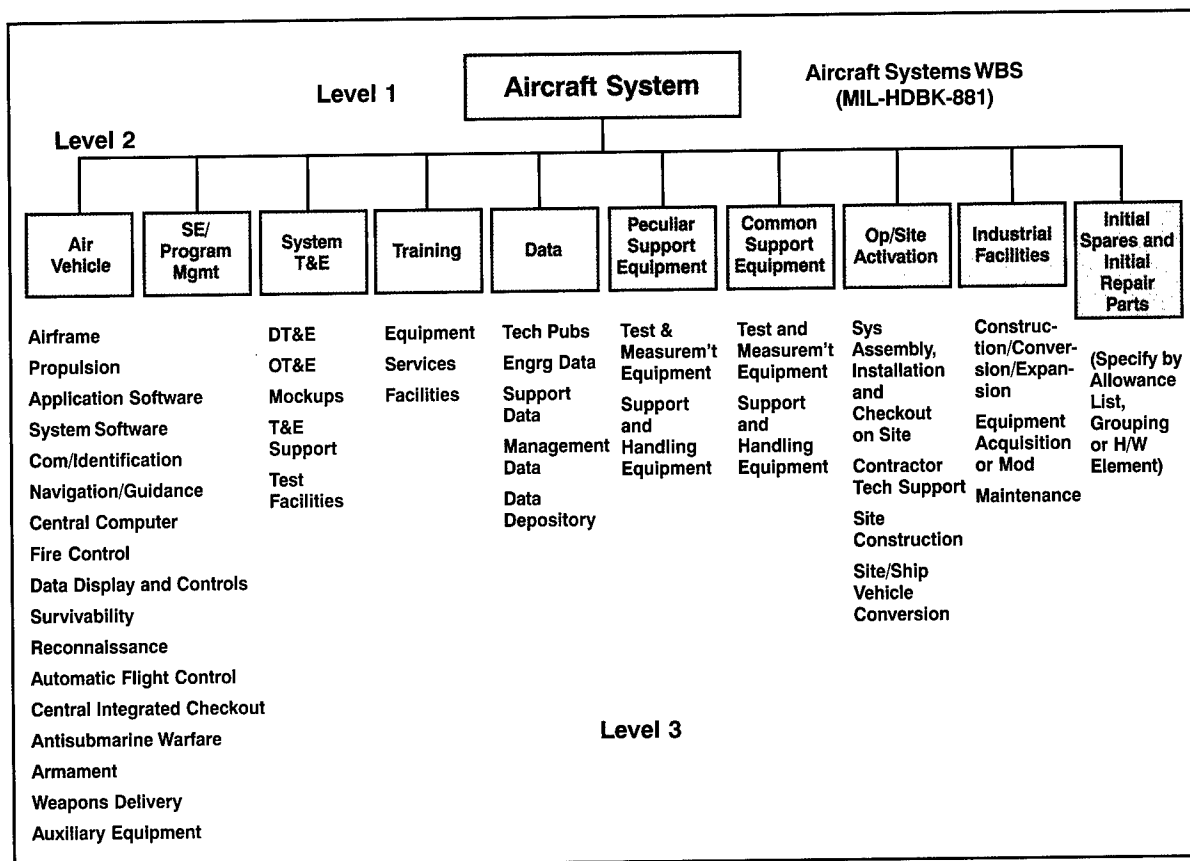 Level 1
Aircraft System
Aircraft Systems WBS
(MIL-HDBK-881)
Level 2
Air
Vehicle
SE/
Program
Mgmt
System
T&E
Training
Data
Peculiar
Support
Equipment
Common
Support
Equipment
Op/Site
Activation
Industrial
Facilities
Initial
Spares and
Initial
Repair
Parts
Airframe
Propulsion
Application Software
System Software
Com/Identification
Navigation/Guidance
Central Computer
Fire Control
Data Display and Controls
Survivability
Reconnaissance
Automatic Flight Control
Central Integrated Checkout
Antisubmarine Warfare
Armament
Weapons Delivery
Auxiliary Equipment
DT&E
OT&E
Mockups
T&E
Support
Test
Facilities
Equipment
Services
Facilities
Tech Pubs
Engrg Data
Support
Data
Management
Data
Data
Depository
Test &
Measurem't
Equipment
Support
and
Handling
Equipment
Test and
Measurem't
Equipment
Support
and
Handling
Equipment
Sys
Assembly,
Installation
and
Checkout
on Site
Contractor
Tech Support
Site
Construction
Site/Ship
Vehicle
Conversion
Construc-
tion/Conver-
sion/Expan-
sion
Equipment
Acquisition
or Mod
Maintenance
(Specify by
Allowance
List,
Grouping
or H/W
Element)
Level 3